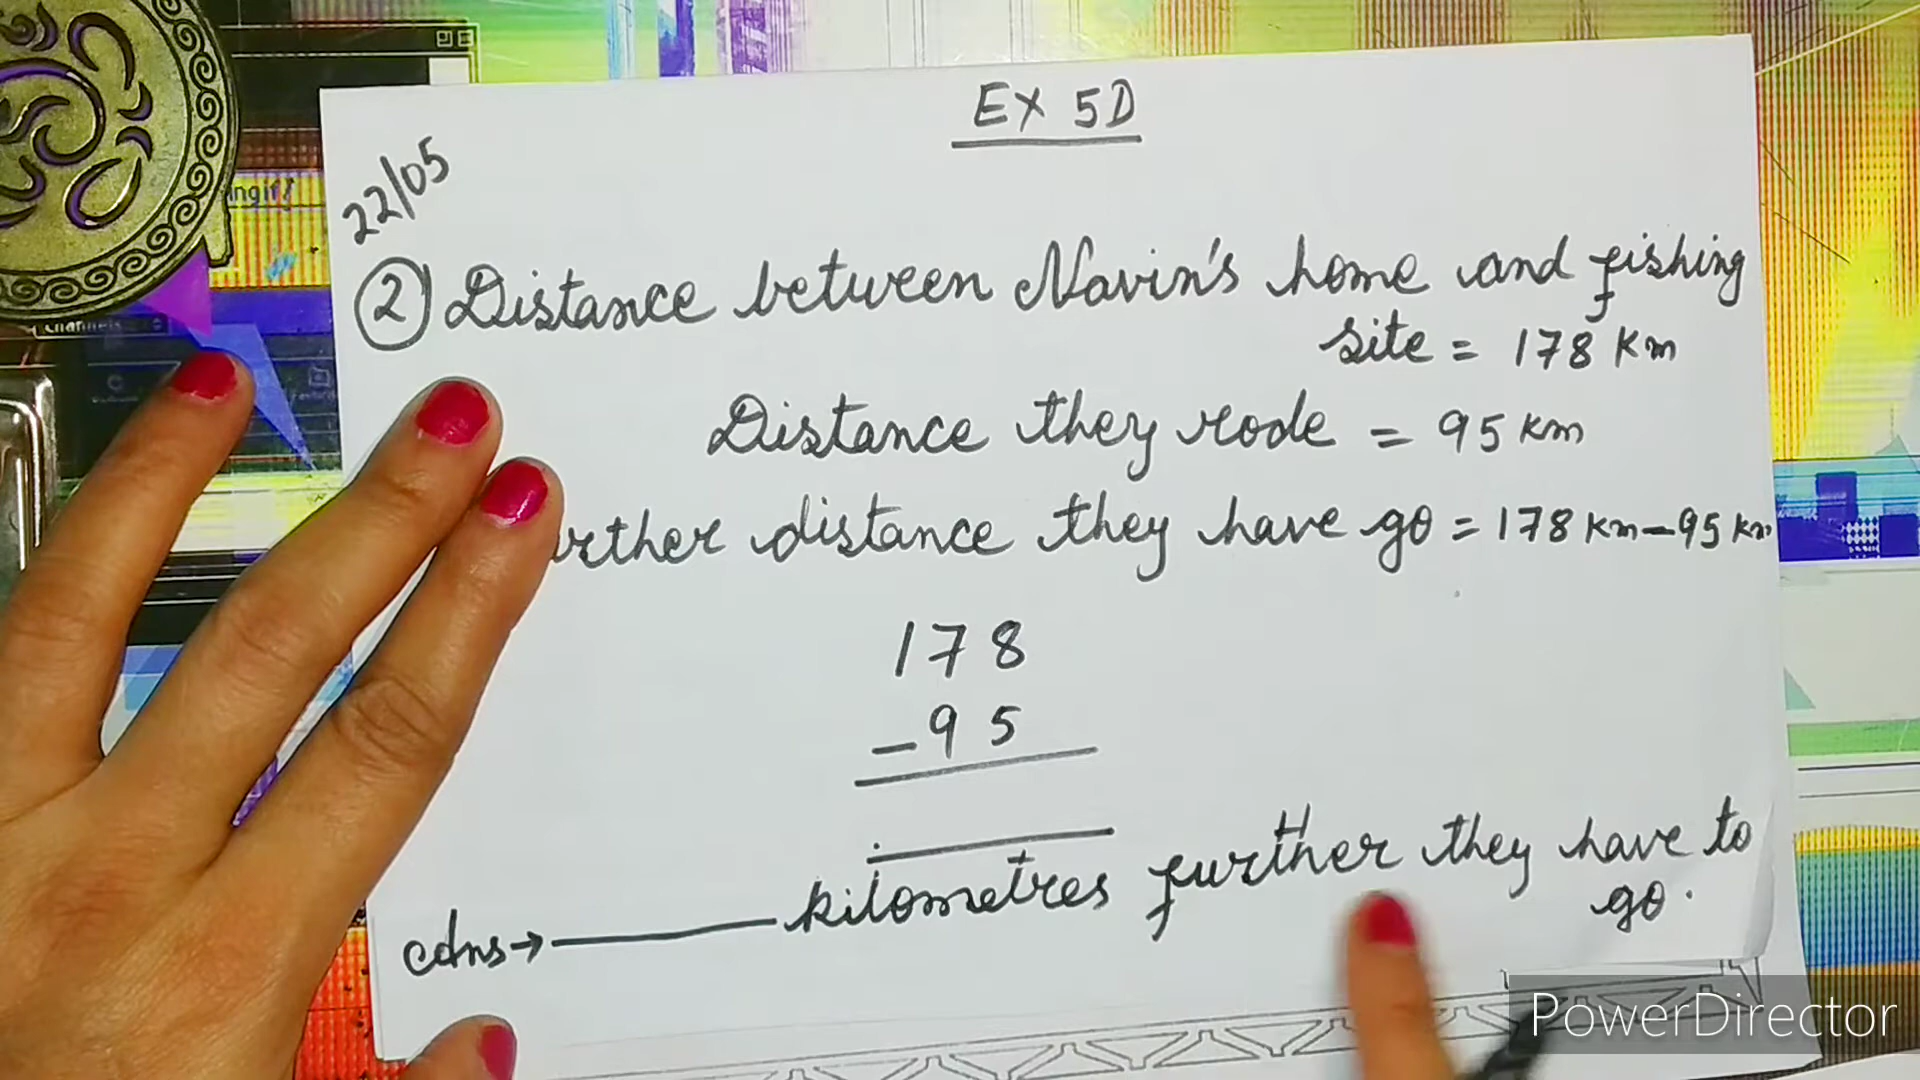 EX 5D
22/05
② Distance between Navin's home and fishing
site = 178 Km
Distance they rode = 95 Km
rther distance they have go = 178 Km - 95 Km
178
- 95
Ans → ______ kilometres further they have to
go.
PowerDirector